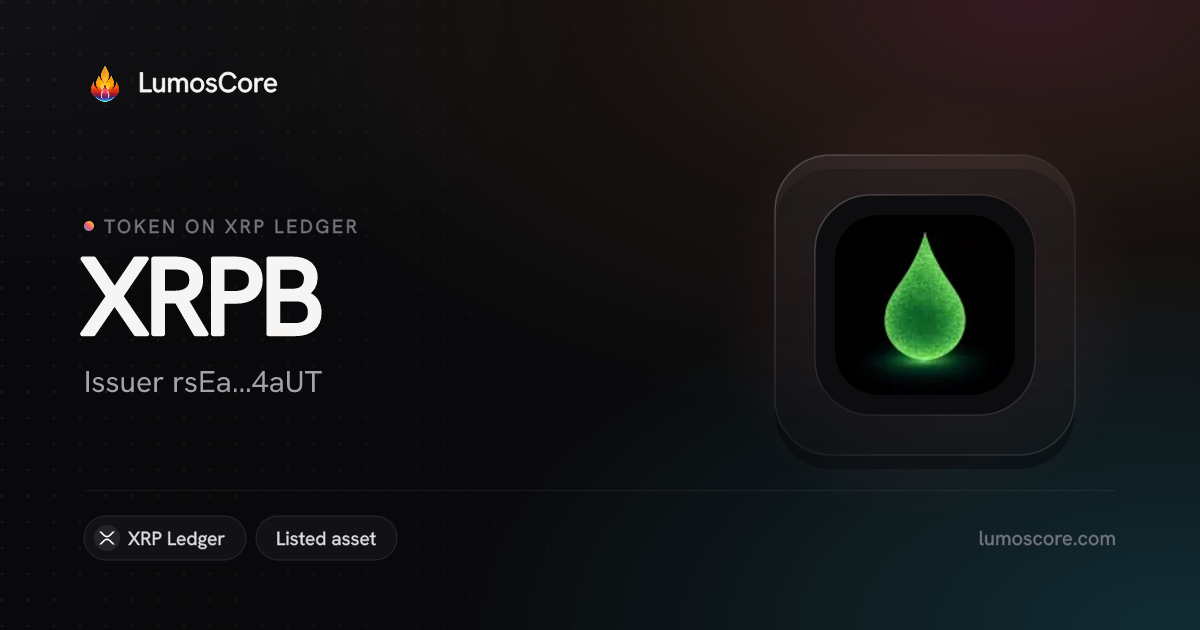 LumosCore
TOKEN ON XRP LEDGER
XRPB
Issuer rsEa...4aUT
XRP Ledger
Listed asset
lumoscore.com